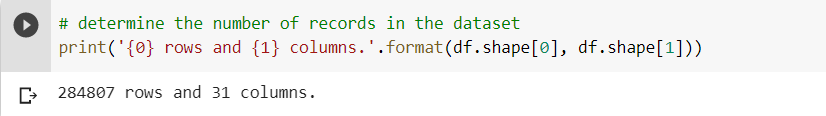 # determine the number of records in the dataset
print('{0} rows and {1} columns.'.format(df.shape[0], df.shape[1]))
284807 rows and 31 columns.